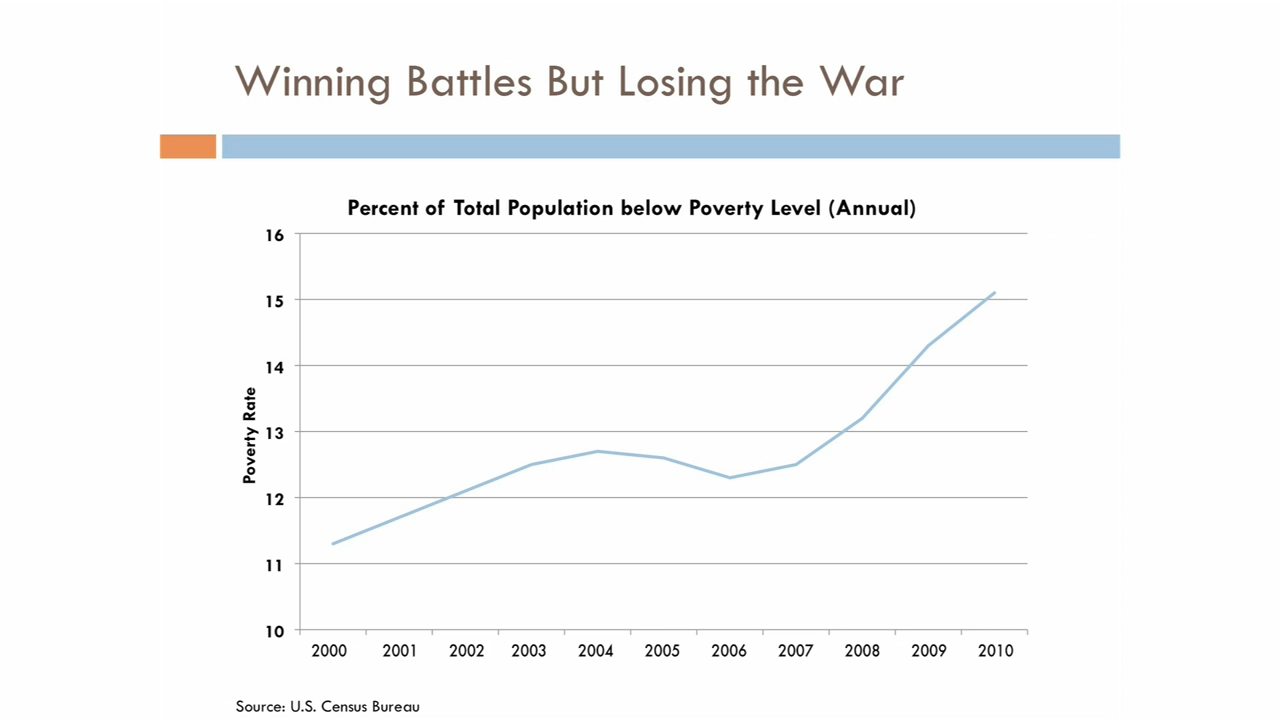 Winning Battles But Losing the War
Percent of Total Population below Poverty Level (Annual)
16
15
14
13
12
11
10
Poverty Rate
2000 2001 2002 2003 2004 2005 2006 2007 2008 2009 2010
Source: U.S. Census Bureau